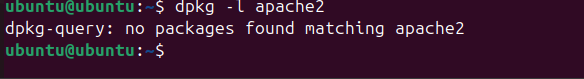 ubuntu@ubuntu:~$ dpkg -l apache2
dpkg-query: no packages found matching apache2
ubuntu@ubuntu:~$